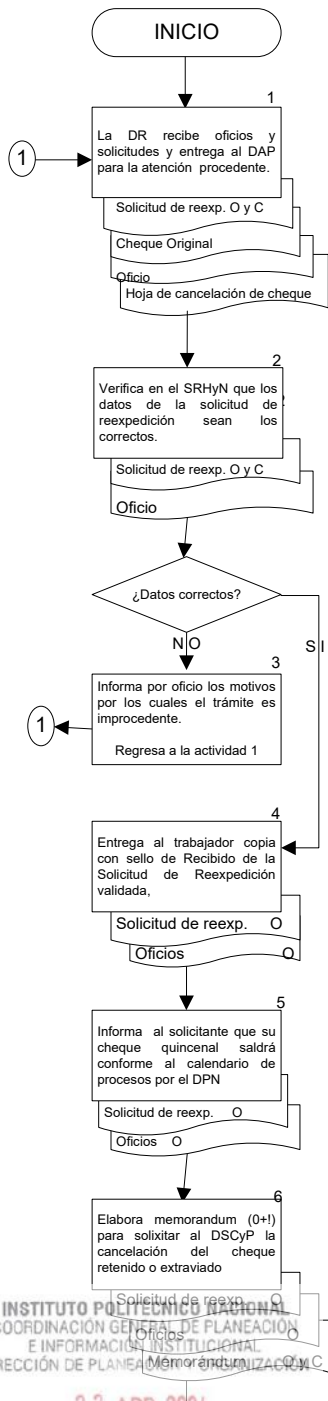 INICIO
1
La DR recibe oficios y
solicitudes y entrega al DAP
para la atención procedente.
1
Solicitud de reexp. O y C
Cheque Original
Oficio
Hoja de cancelación de cheque
2
Verifica en el SRHyN que los
datos de la solicitud de
reexpedición sean los
correctos.
Solicitud de reexp. O y C
Oficio
¿Datos correctos?
NO
SI
3
Informa por oficio los motivos
por los cuales el trámite es
improcedente.
Regresa a la actividad 1
1
4
Entrega al trabajador copia
con sello de Recibido de la
Solicitud de Reexpedición
validada,
Solicitud de reexp. O
Oficios O
5
Informa al solicitante que su
cheque quincenal saldrá
conforme al calendario de
procesos por el DPN
Solicitud de reexp. O
Oficios O
6
Elabora memorandum (0+!)
para solixitar al DSCyP la
cancelación del cheque
retenido o extraviado
Solicitud de reexp. O
INSTITUTO POLITÉCNICO NACIONAL
COORDINACIÓN GENERAL DE PLANEACIÓN
Oficios O
E INFORMACIÓN INSTITUCIONAL
Memorándum O y C